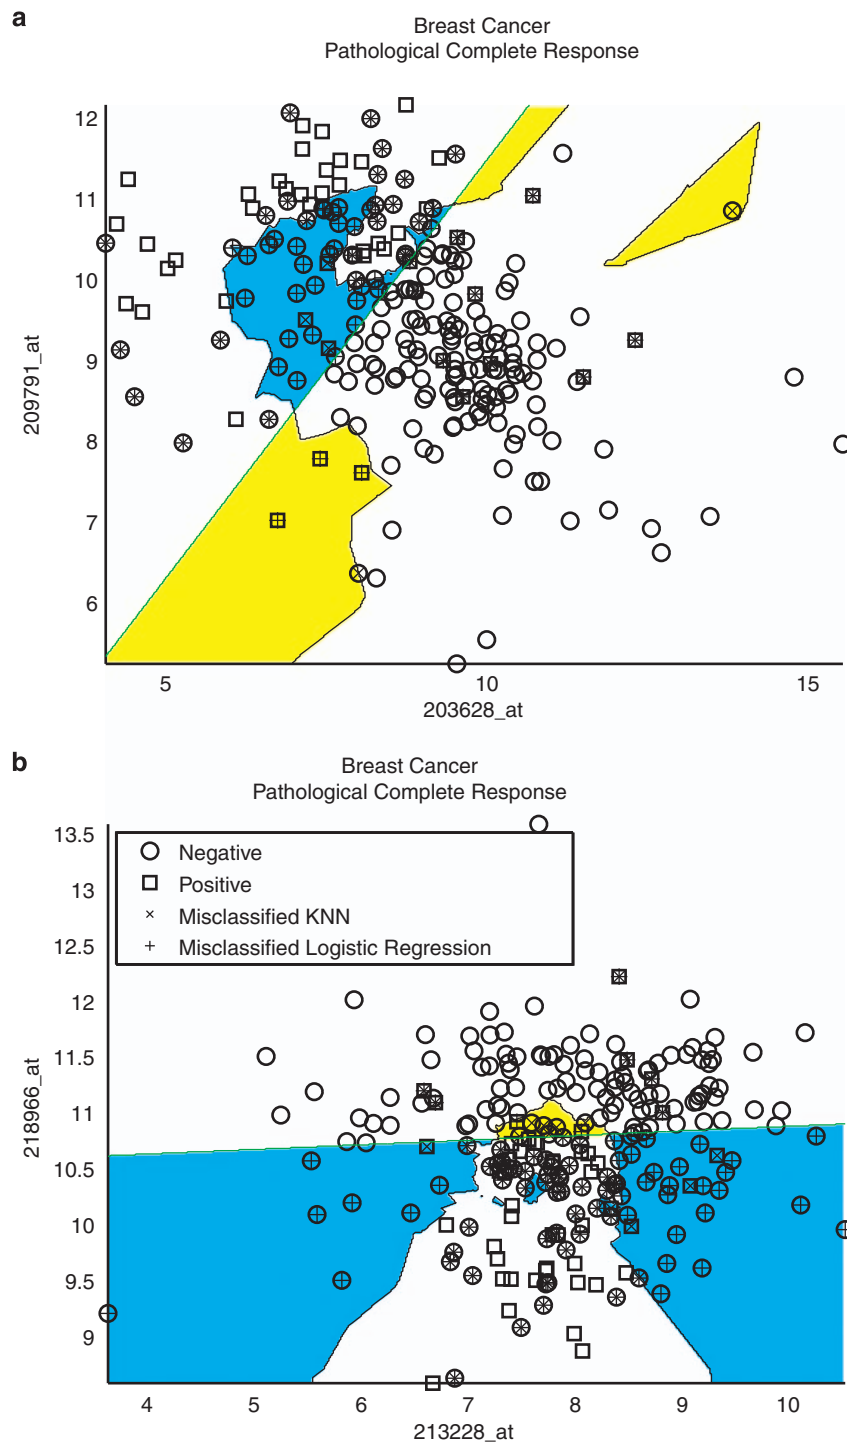 a
Breast Cancer
Pathological Complete Response
12
11
10
9
8
7
6
209791_at
5 10 15
203628_at
b
Breast Cancer
Pathological Complete Response
13.5
13
12.5
12
11.5
11
10.5
10
9.5
9
218966_at
Negative
Positive
Misclassified KNN
Misclassified Logistic Regression
4 5 6 7 8 9 10
213228_at